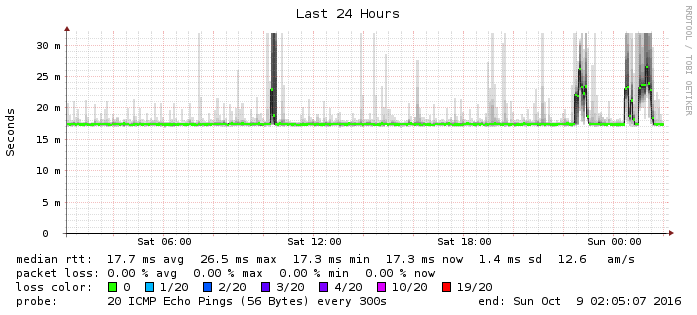 Last 24 Hours
RRDTOOL / TOBI OETIKER
Seconds
30 m
25 m
20 m
15 m
10 m
5 m
0
Sat 06:00 Sat 12:00 Sat 18:00 Sun 00:00
median rtt: 17.7 ms avg 26.5 ms max 17.3 ms min 17.3 ms now 1.4 ms sd 12.6 am/s
packet loss: 0.00 % avg 0.00 % max 0.00 % min 0.00 % now
loss color: 0 1/20 2/20 3/20 4/20 10/20 19/20
probe: 20 ICMP Echo Pings (56 Bytes) every 300s end: Sun Oct 9 02:05:07 2016